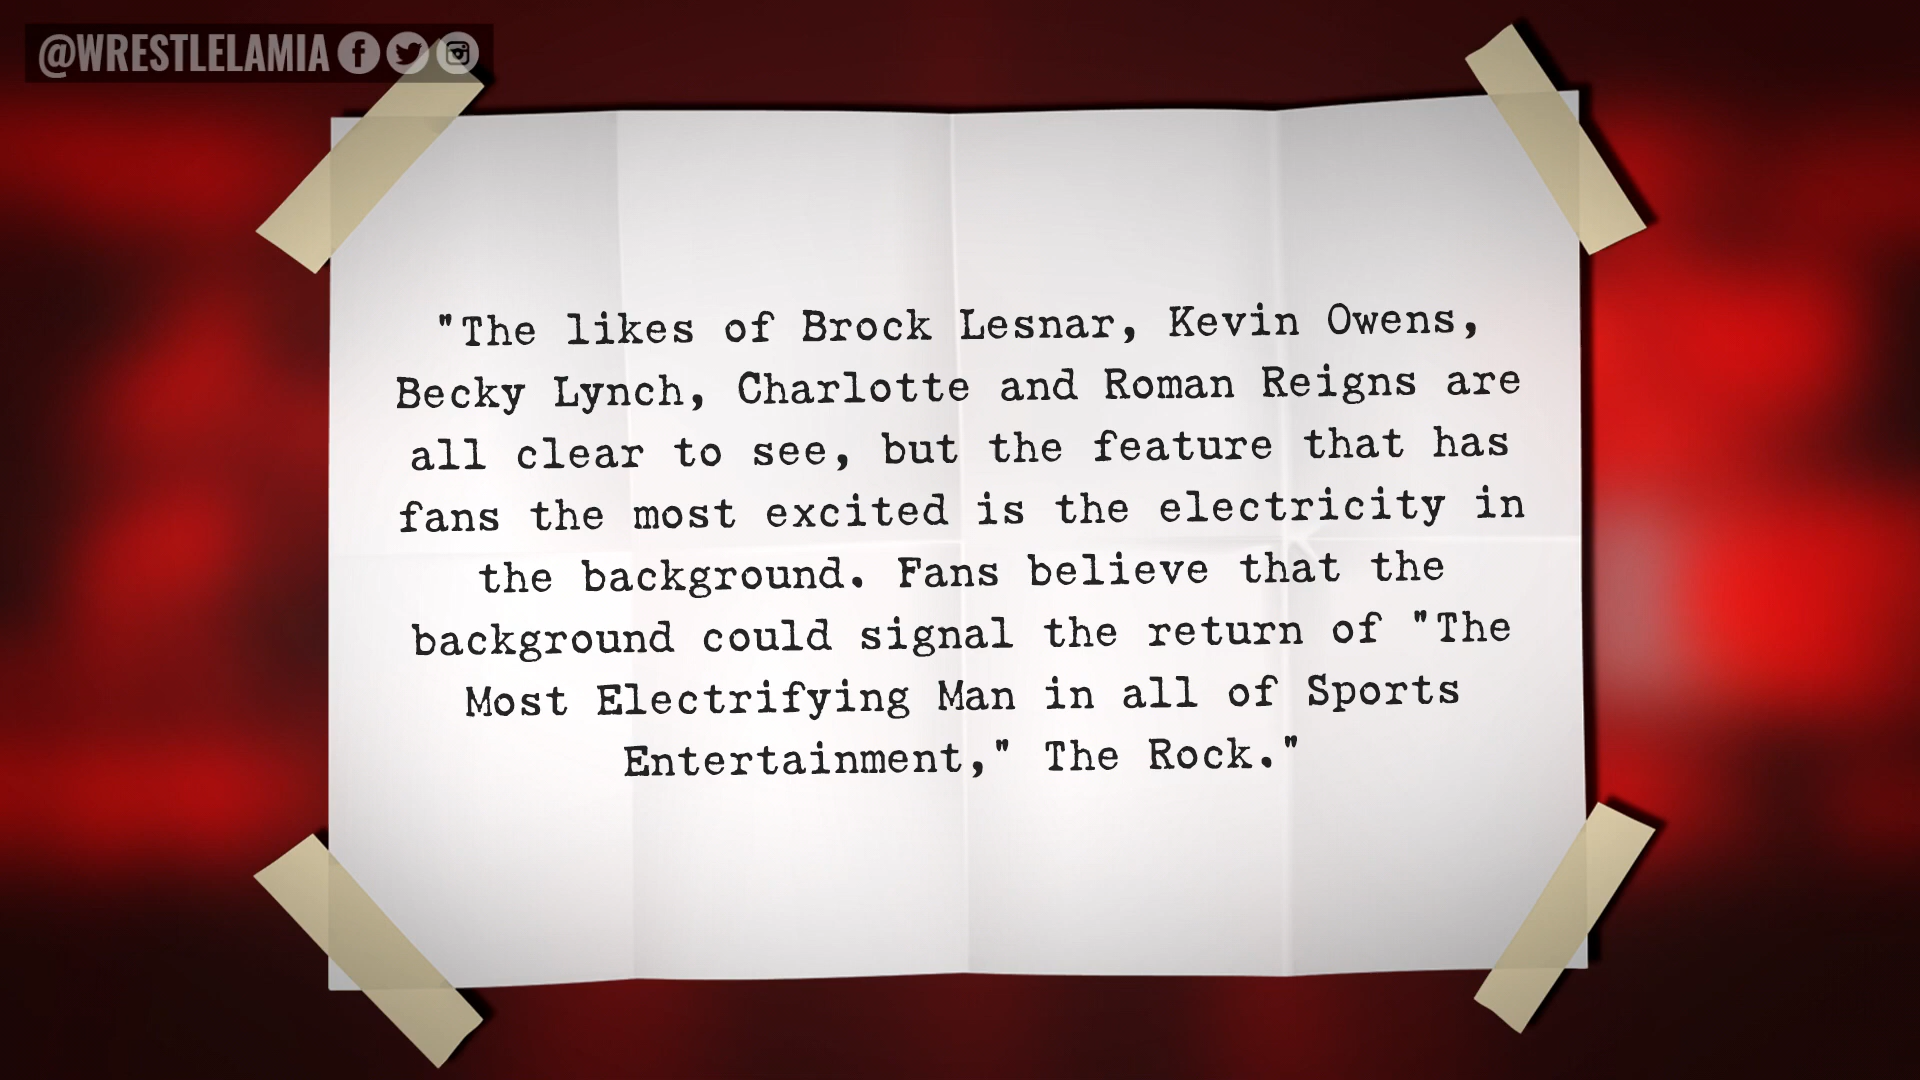 @WRESTLELAMIA
"The likes of Brock Lesnar, Kevin Owens,
Becky Lynch, Charlotte and Roman Reigns are
all clear to see, but the feature that has
fans the most excited is the electricity in
the background. Fans believe that the
background could signal the return of "The
Most Electrifying Man in all of Sports
Entertainment," The Rock."